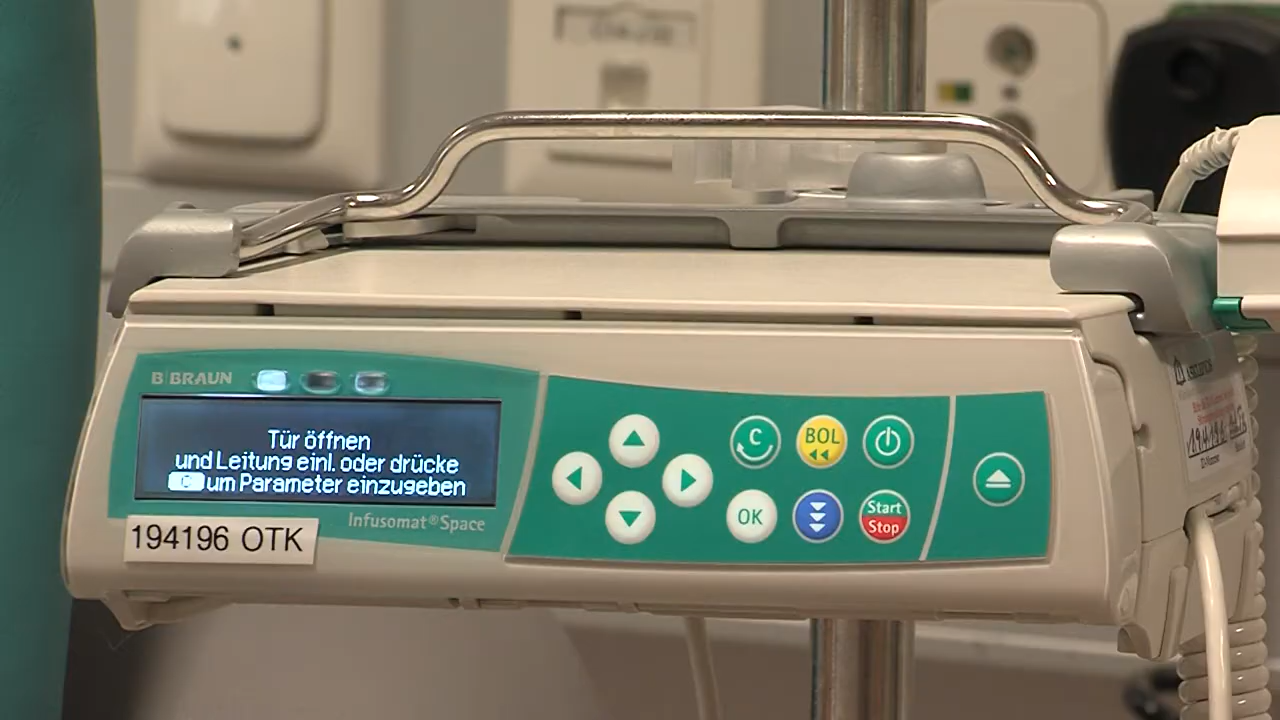 B BRAUN
Tür öffnen
und Leitung einl. oder drücke
C um Parameter einzugeben
Infusomat® Space
194196 OTK
C
BOL
OK
Start
Stop